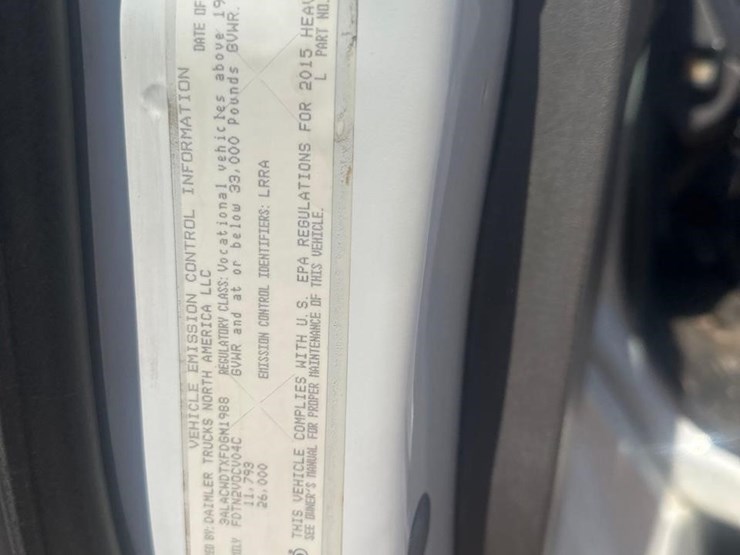 VEHICLE EMISSION CONTROL INFORMATION
ED BY: DAIMLER TRUCKS NORTH AMERICA LLC DATE OF
3ALACWDTXFDGM1988 REGULATORY CLASS: Vocational vehicles above 19
ILY FDTN2VOCV04C GVWR and at or below 33,000 Pounds GVWR.
11,793
26,000 EMISSION CONTROL IDENTIFIERS: LRRA
THIS VEHICLE COMPLIES WITH U.S. EPA REGULATIONS FOR 2015 HEAV
SEE OWNER'S MANUAL FOR PROPER MAINTENANCE OF THIS VEHICLE. L PART NO.